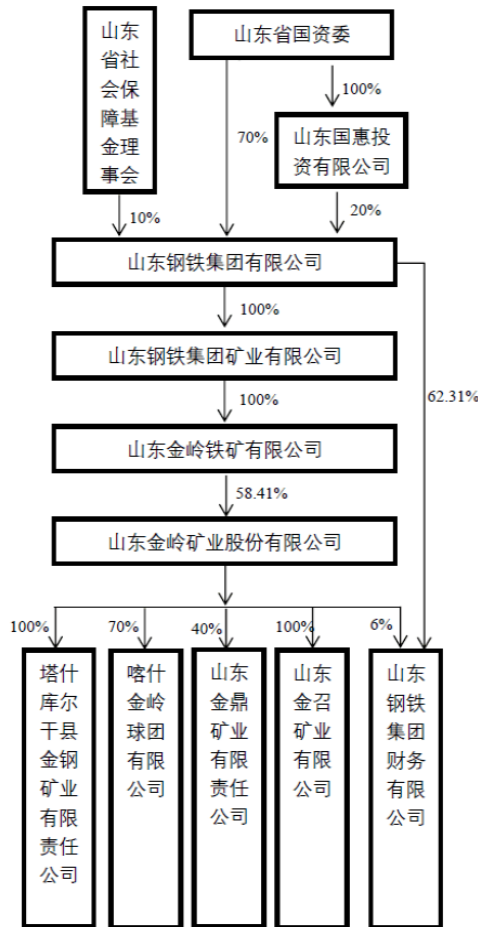 山东
省社
会保
障基
金理
事会
山东省国资委
100%
70%
山东国惠投
资有限公司
10%
20%
山东钢铁集团有限公司
100%
山东钢铁集团矿业有限公司
62.31%
100%
山东金岭铁矿有限公司
58.41%
山东金岭矿业股份有限公司
100%
70%
40%
100%
6%
塔什
库尔
干县
金钢
矿业
有限
责任
公司
喀什
金岭
球团
有限
公司
山东
金鼎
矿业
有限
责任
公司
山东
金召
矿业
有限
公司
山东
钢铁
集团
财务
有限
公司